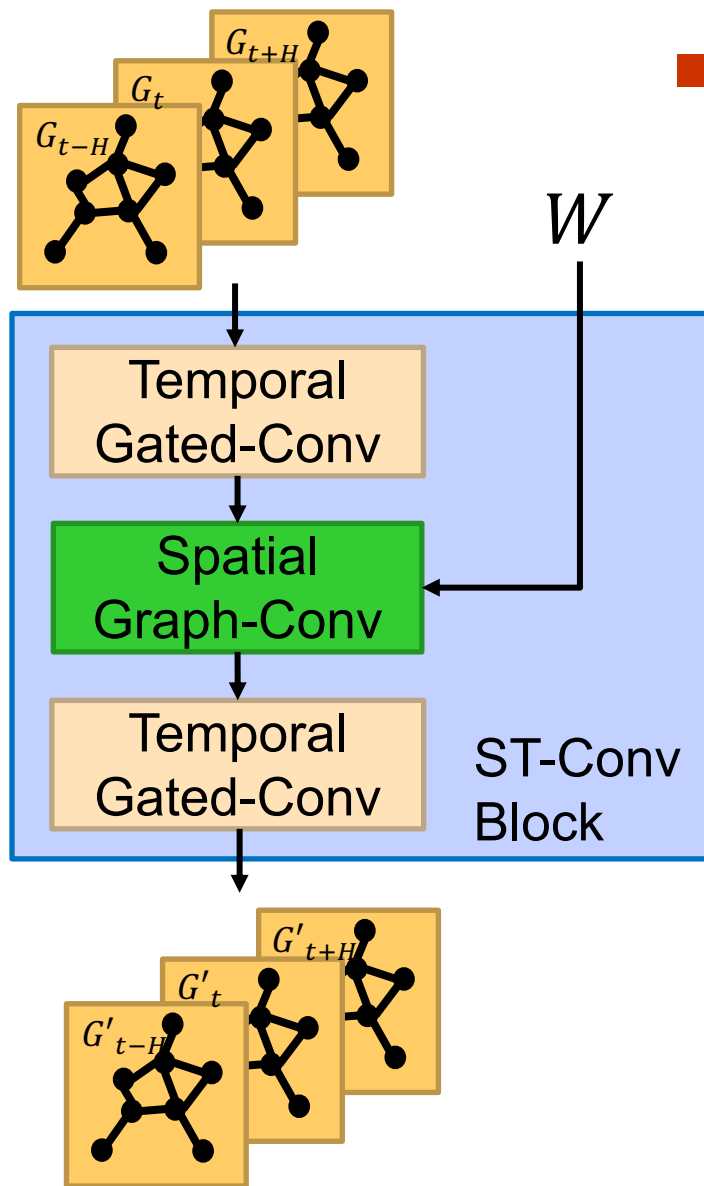 G_{t+H}
G_t
G_{t−H}
W
Temporal
Gated-Conv
Spatial
Graph-Conv
Temporal
Gated-Conv
ST-Conv
Block
G'_{t+H}
G'_t
G'_{t−H}